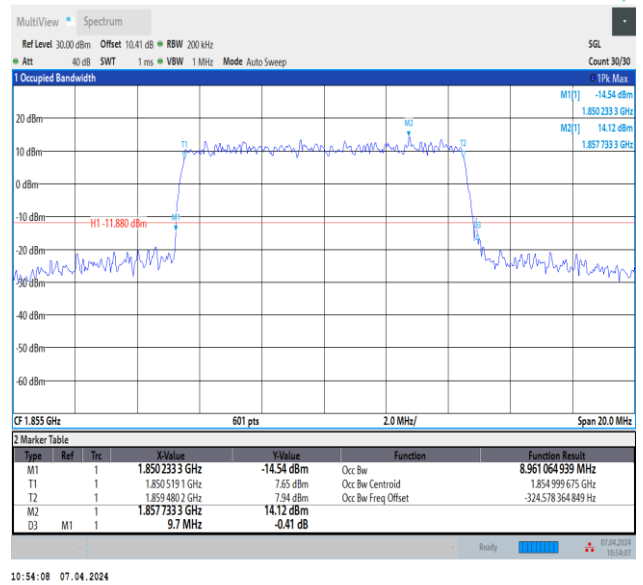 MultiView Spectrum
Ref Level 30.00 dBm Offset 10.41 dB RBW 200 kHz SGL
Att 40 dB SWT 1 ms VBW 1 MHz Mode Auto Sweep Count 30/30
1 Occupied Bandwidth 1Pk Max
M1[1] -14.54 dBm
1.850 233 3 GHz
M2[1] 14.12 dBm
1.857 733 3 GHz
20 dBm
M2
T1 T2
10 dBm
0 dBm
-10 dBm
M1
H1 -11.880 dBm
D3
-20 dBm
-30 dBm
-40 dBm
-50 dBm
-60 dBm
CF 1.855 GHz 601 pts 2.0 MHz/ Span 20.0 MHz
2 Marker Table
Type Ref Trc X-Value Y-Value Function Function Result
M1 1 1.850 233 3 GHz -14.54 dBm Occ Bw 8.961 064 939 MHz
T1 1 1.850 519 1 GHz 7.65 dBm Occ Bw Centroid 1.854 999 675 GHz
T2 1 1.859 480 2 GHz 7.94 dBm Occ Bw Freq Offset -324.578 364 849 Hz
M2 1 1.857 733 3 GHz 14.12 dBm
D3 M1 1 9.7 MHz -0.41 dB
Ready 07.04.2024
10:54:07
10:54:08 07.04.2024